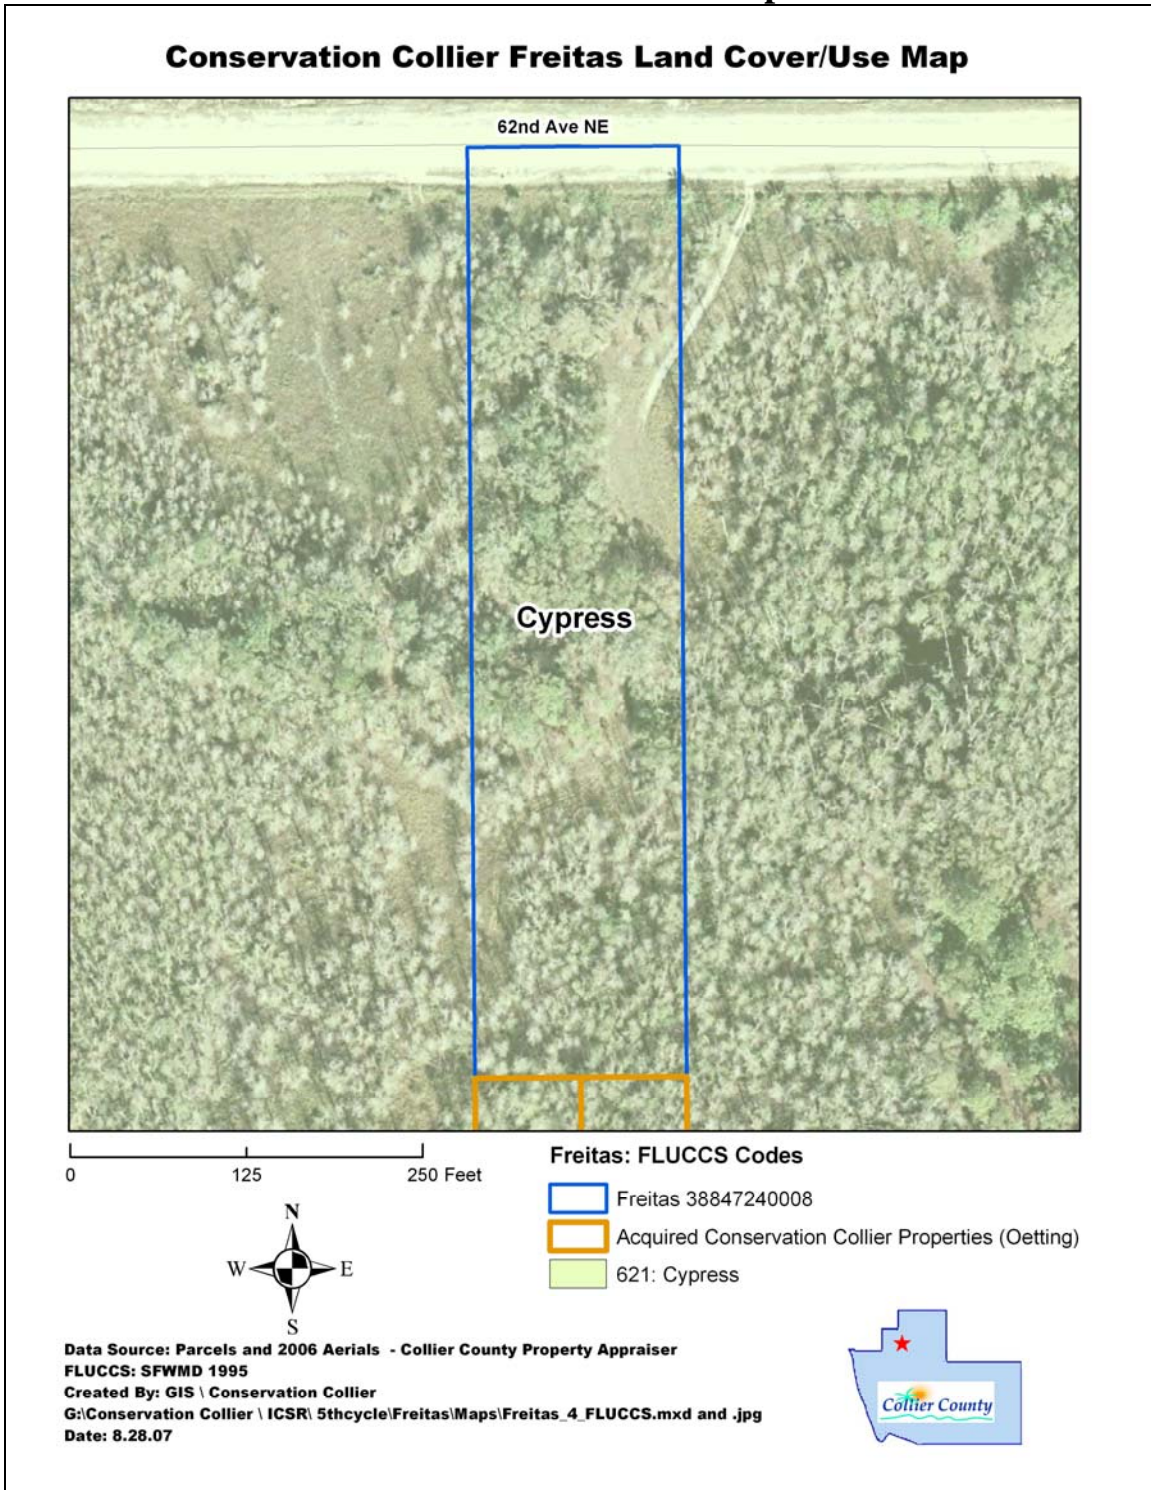 Conservation Collier Freitas Land Cover/Use Map
62nd Ave NE
Cypress
0 125 250 Feet
Freitas: FLUCCS Codes
Freitas 38847240008
Acquired Conservation Collier Properties (Oetting)
621: Cypress
N
W E
S
Data Source: Parcels and 2006 Aerials - Collier County Property Appraiser
FLUCCS: SFWMD 1995
Created By: GIS \ Conservation Collier
G:\Conservation Collier \ ICSR\ 5thcycle\Freitas\Maps\Freitas_4_FLUCCS.mxd and .jpg
Date: 8.28.07
Collier County